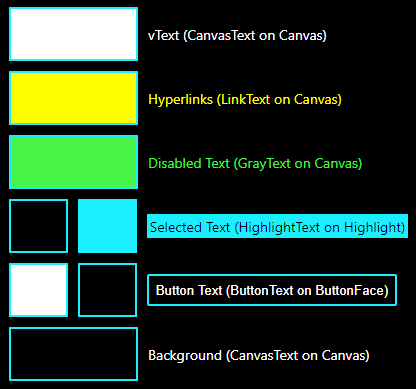 vText (CanvasText on Canvas)
Hyperlinks (LinkText on Canvas)
Disabled Text (GrayText on Canvas)
Selected Text (HighlightText on Highlight)
Button Text (ButtonText on ButtonFace)
Background (CanvasText on Canvas)